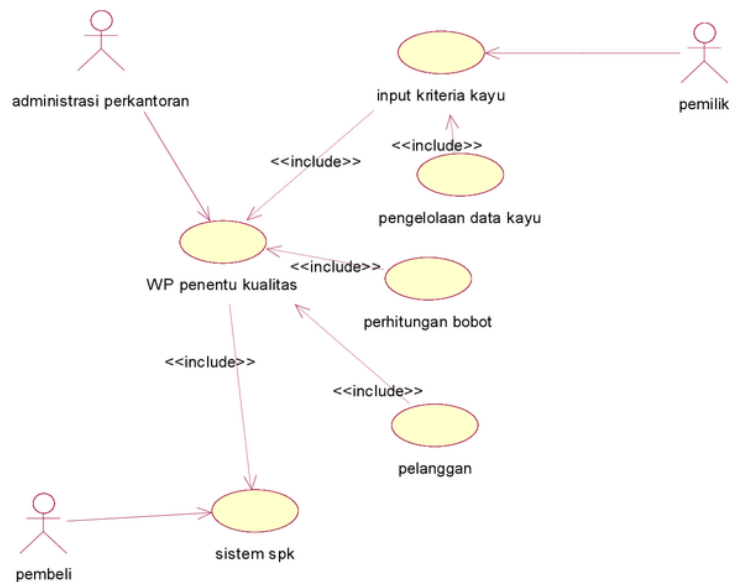 administrasi perkantoran
input kriteria kayu
pemilik
<<include>>
<<include>>
pengelolaan data kayu
WP penentu kualitas
<<include>>
perhitungan bobot
<<include>>
<<include>>
pelanggan
sistem spk
pembeli